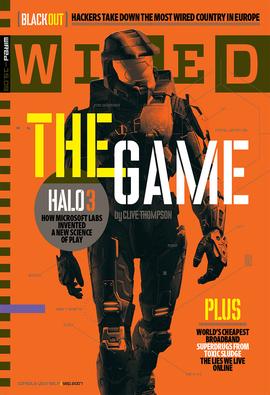 BLACKOUT HACKERS TAKE DOWN THE MOST WIRED COUNTRY IN EUROPE
WIRED
THE
GAME
by CLIVE THOMPSON
HALO 3
HOW MICROSOFT LABS
INVENTED
A NEW SCIENCE
OF PLAY
PLUS
WORLD'S CHEAPEST
BROADBAND
SUPERDRUGS FROM
TOXIC SLUDGE
THE LIES WE LIVE
ONLINE